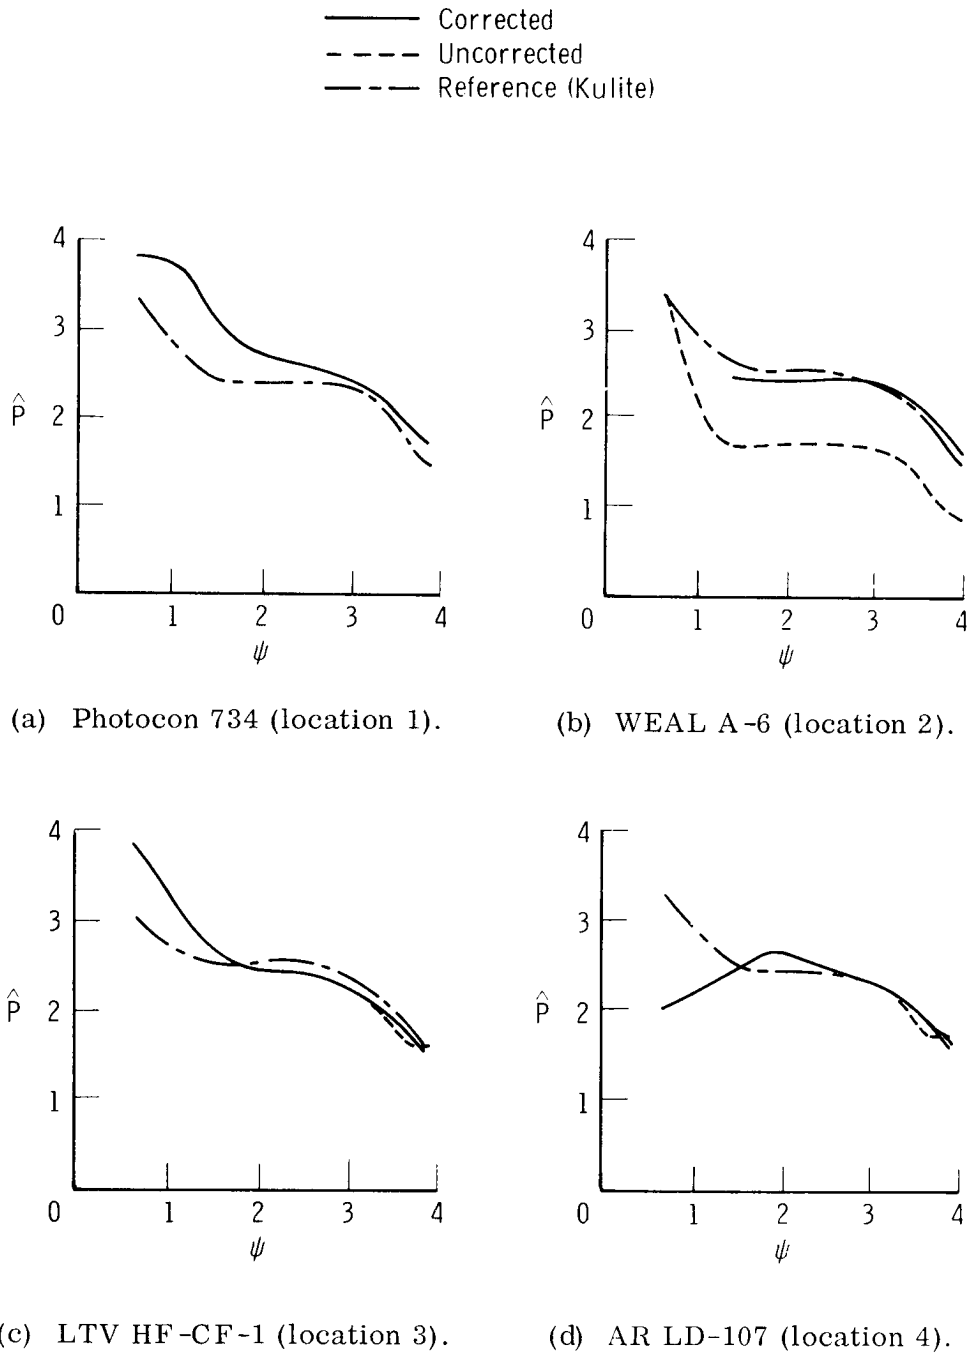 Corrected
Uncorrected
Reference (Kulite)
4
3
2
1
0
1 2 3 4
P̂
ψ
(a) Photocon 734 (location 1).
4
3
2
1
0
1 2 3 4
P̂
ψ
(b) WEAL A-6 (location 2).
4
3
2
1
0
1 2 3 4
P̂
ψ
(c) LTV HF-CF-1 (location 3).
4
3
2
1
0
1 2 3 4
P̂
ψ
(d) AR LD-107 (location 4).